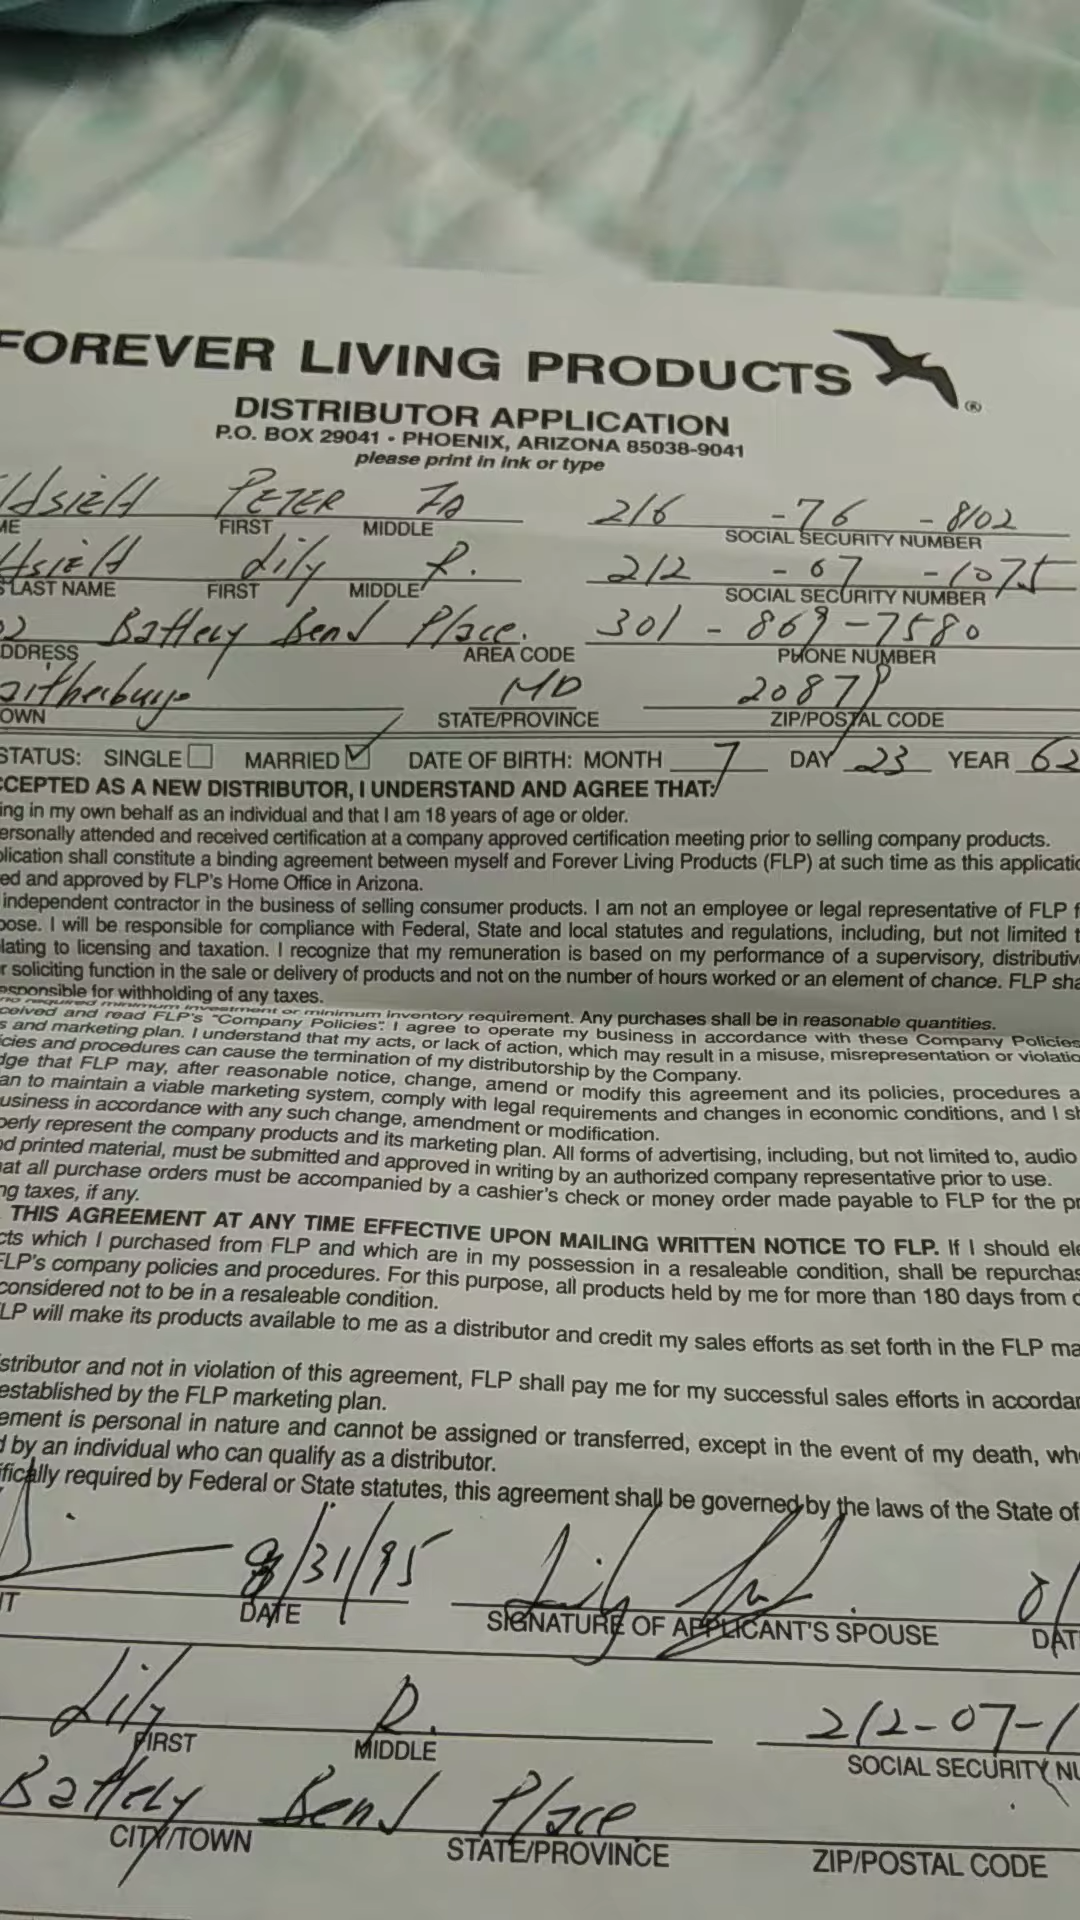 FOREVER LIVING PRODUCTS ®
DISTRIBUTOR APPLICATION
P.O. BOX 29041 • PHOENIX, ARIZONA 85038-9041
please print in ink or type
HSIEH PETER 216 -76 -8102
FIRST MIDDLE SOCIAL SECURITY NUMBER
Hsieh Lily R. 212 - 67 -1075
LAST NAME FIRST MIDDLE SOCIAL SECURITY NUMBER
Battery Bend Place. 301 - 869-7580
ADDRESS AREA CODE PHONE NUMBER
Gaithersburg MD 20878
TOWN STATE/PROVINCE ZIP/POSTAL CODE
STATUS: SINGLE MARRIED DATE OF BIRTH: MONTH 7 DAY 23 YEAR 62
ACCEPTED AS A NEW DISTRIBUTOR, I UNDERSTAND AND AGREE THAT:
ing in my own behalf as an individual and that I am 18 years of age or older.
ersonally attended and received certification at a company approved certification meeting prior to selling company products.
plication shall constitute a binding agreement between myself and Forever Living Products (FLP) at such time as this applicatio
ed and approved by FLP's Home Office in Arizona.
independent contractor in the business of selling consumer products. I am not an employee or legal representative of FLP f
pose. I will be responsible for compliance with Federal, State and local statutes and regulations, including, but not limited t
lating to licensing and taxation. I recognize that my remuneration is based on my performance of a supervisory, distributiv
r soliciting function in the sale or delivery of products and not on the number of hours worked or an element of chance. FLP sha
esponsible for withholding of any taxes.
no required minimum investment or minimum inventory requirement. Any purchases shall be in reasonable quantities.
ceived and read FLP's "Company Policies". I agree to operate my business in accordance with these Company Policies
s and marketing plan. I understand that my acts, or lack of action, which may result in a misuse, misrepresentation or violatio
icies and procedures can cause the termination of my distributorship by the Company.
dge that FLP may, after reasonable notice, change, amend or modify this agreement and its policies, procedures a
an to maintain a viable marketing system, comply with legal requirements and changes in economic conditions, and I sh
usiness in accordance with any such change, amendment or modification.
perly represent the company products and its marketing plan. All forms of advertising, including, but not limited to, audio
d printed material, must be submitted and approved in writing by an authorized company representative prior to use.
hat all purchase orders must be accompanied by a cashier's check or money order made payable to FLP for the pr
ng taxes, if any.
THIS AGREEMENT AT ANY TIME EFFECTIVE UPON MAILING WRITTEN NOTICE TO FLP. If I should ele
cts which I purchased from FLP and which are in my possession in a resaleable condition, shall be repurchas
FLP's company policies and procedures. For this purpose, all products held by me for more than 180 days from d
considered not to be in a resaleable condition.
LP will make its products available to me as a distributor and credit my sales efforts as set forth in the FLP ma
istributor and not in violation of this agreement, FLP shall pay me for my successful sales efforts in accordan
established by the FLP marketing plan.
ement is personal in nature and cannot be assigned or transferred, except in the event of my death, wh
d by an individual who can qualify as a distributor.
ifically required by Federal or State statutes, this agreement shall be governed by the laws of the State of
8/31/95 Lily
DATE SIGNATURE OF APPLICANT'S SPOUSE DAT
Lily R. 212-07-1
FIRST MIDDLE SOCIAL SECURITY NU
Battery Bend Place
CITY/TOWN STATE/PROVINCE ZIP/POSTAL CODE